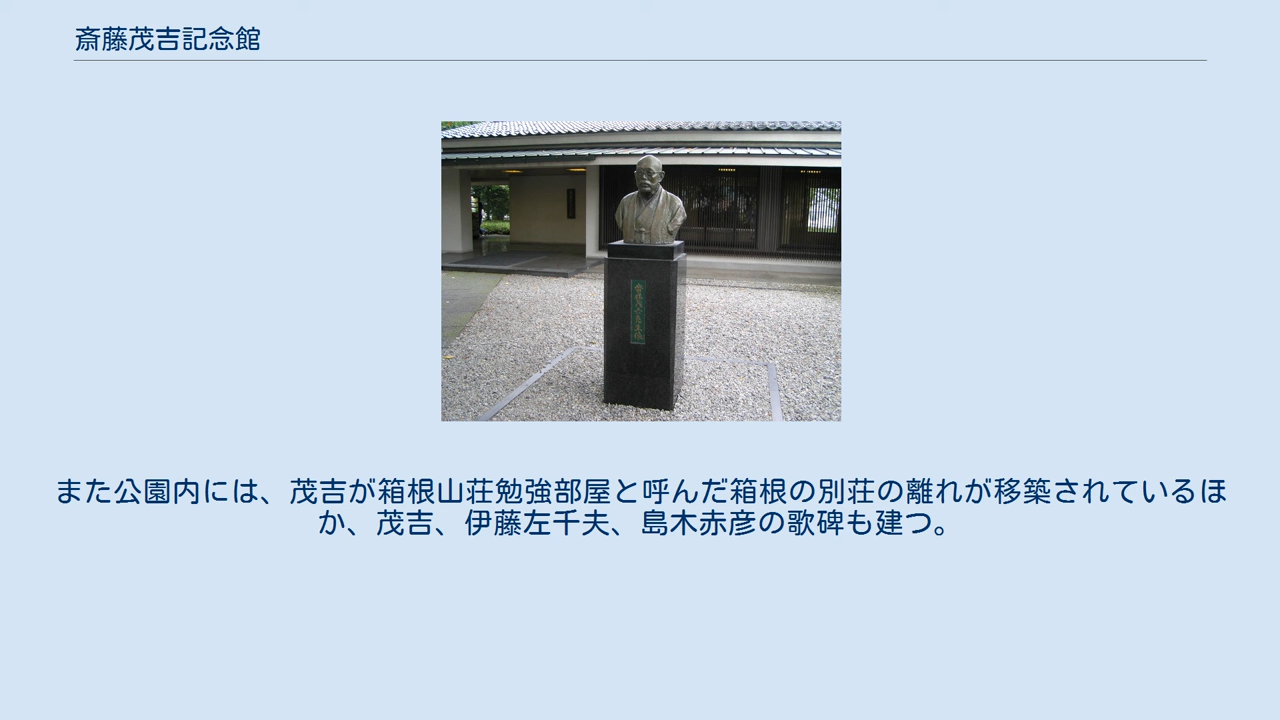 斎藤茂吉記念館
また公園内には、茂吉が箱根山荘勉強部屋と呼んだ箱根の別荘の離れが移築されているほ
か、茂吉、伊藤左千夫、島木赤彦の歌碑も建つ。